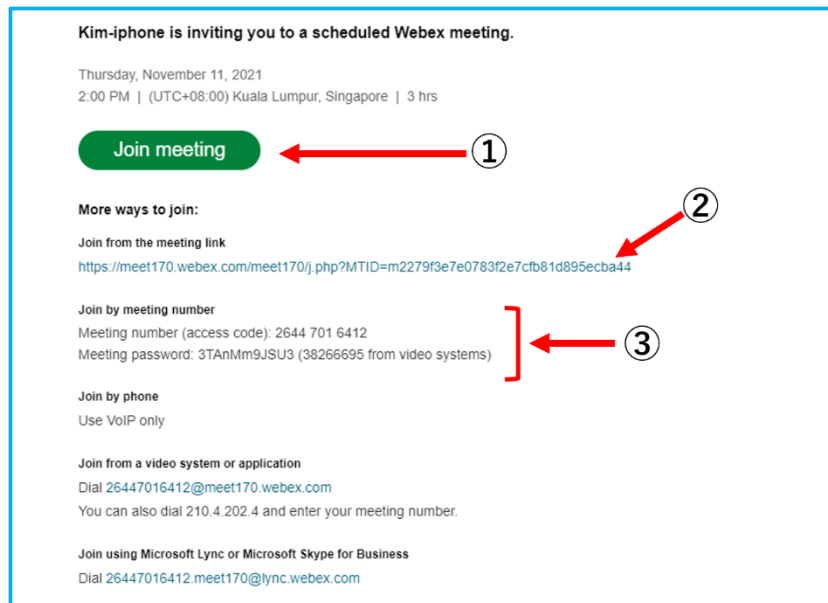 Kim-iphone is inviting you to a scheduled Webex meeting.
Thursday, November 11, 2021
2:00 PM | (UTC+08:00) Kuala Lumpur, Singapore | 3 hrs
Join meeting
①
More ways to join:
②
Join from the meeting link
https://meet170.webex.com/meet170/j.php?MTID=m2279f3e7e0783f2e7cfb81d895ecba44
Join by meeting number
Meeting number (access code): 2644 701 6412
Meeting password: 3TAnMm9JSU3 (38266695 from video systems)
③
Join by phone
Use VoIP only
Join from a video system or application
Dial 26447016412@meet170.webex.com
You can also dial 210.4.202.4 and enter your meeting number.
Join using Microsoft Lync or Microsoft Skype for Business
Dial 26447016412.meet170@lync.webex.com